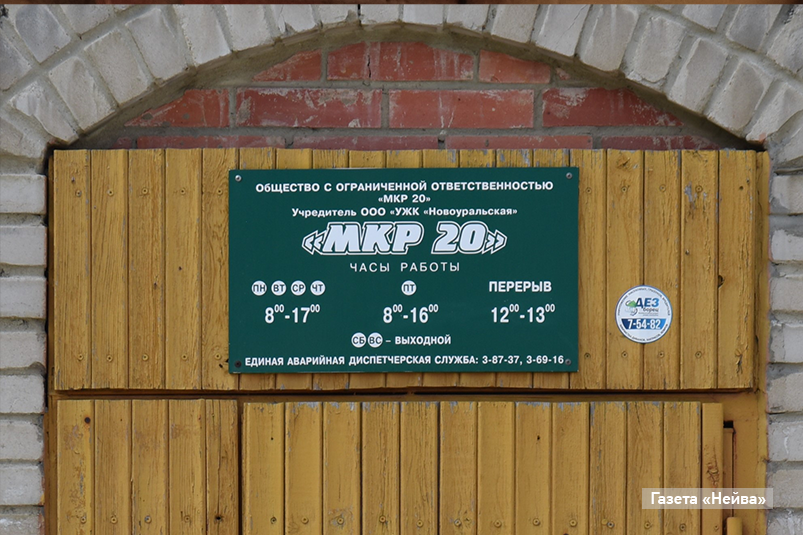 ОБЩЕСТВО С ОГРАНИЧЕННОЙ ОТВЕТСТВЕННОСТЬЮ
«МКР 20»
Учредитель ООО «УЖК «Новоуральская»
«МКР 20»
ЧАСЫ РАБОТЫ
ПН ВТ СР ЧТ ПТ ПЕРЕРЫВ
8⁰⁰-17⁰⁰ 8⁰⁰-16⁰⁰ 12⁰⁰-13⁰⁰
СБ ВС – ВЫХОДНОЙ
ЕДИНАЯ АВАРИЙНАЯ ДИСПЕТЧЕРСКАЯ СЛУЖБА: 3-87-37, 3-69-16
ДЕЗ
7-54-82
Газета «Нейва»